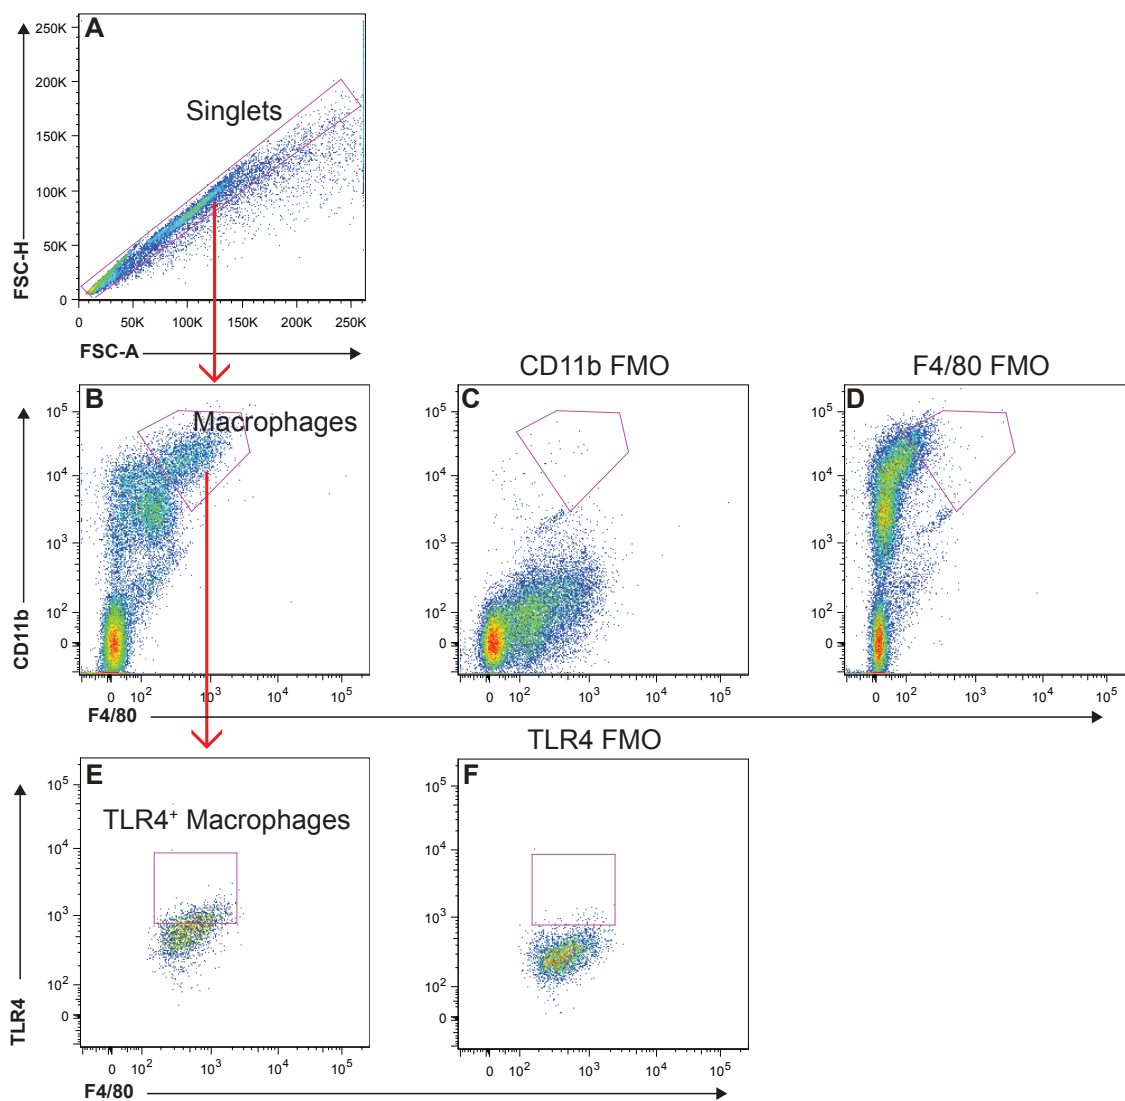 A
Singlets
250K
200K
150K
100K
50K
0
FSC-H
0 50K 100K 150K 200K 250K
FSC-A
CD11b FMO
F4/80 FMO
B
Macrophages
10⁵
10⁴
10³
10²
0
CD11b
0 10² 10³ 10⁴ 10⁵
C
10⁵
10⁴
10³
10²
0
0 10² 10³ 10⁴ 10⁵
D
10⁵
10⁴
10³
10²
0
0 10² 10³ 10⁴ 10⁵
F4/80
TLR4 FMO
E
TLR4⁺ Macrophages
10⁵
10⁴
10³
10²
0
TLR4
0 10² 10³ 10⁴ 10⁵
F
10⁵
10⁴
10³
10²
0
0 10² 10³ 10⁴ 10⁵
F4/80